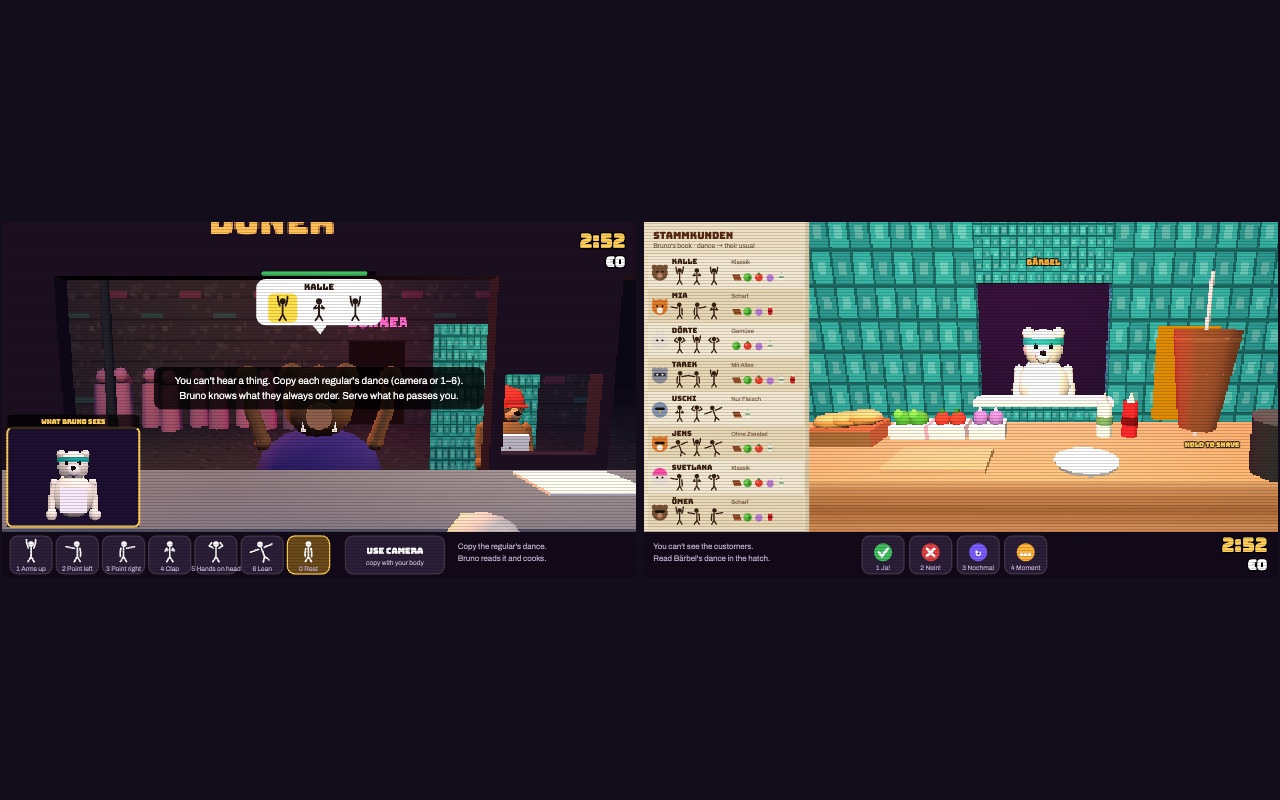 DÖNER
2:52
€0
KALLE
You can't hear a thing. Copy each regular's dance (camera or 1–6).
Bruno knows what they always order. Serve what he passes you.
WHAT BRUNO SEES
1 Arms up
2 Point left
3 Point right
4 Clap
5 Hands on head
6 Lean
0 Rest
USE CAMERA
copy with your body
Copy the regular's dance.
Bruno reads it and cooks.
STAMMKUNDEN
Bruno's book · dance → their usual
KALLE
Klassik
MIA
Scharf
DÖRTE
Gemüse
TAREK
Mit Alles
USCHI
Nur Fleisch
JENS
Ohne Zwiebel
SVETLANA
Klassik
ÖMER
Scharf
BÄRBEL
HOLD TO SHAVE
You can't see the customers.
Read Bärbel's dance in the hatch.
1 Ja!
2 Nein!
3 Nochmal
4 Moment
2:52
€0